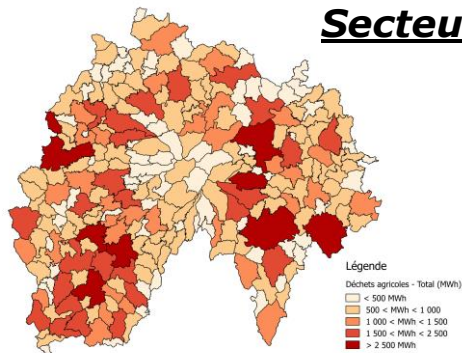 Secteu
Légende
Déchets agricoles - Total (MWh)
< 500 MWh
500 < MWh < 1 000
1 000 < MWh < 1 500
1 500 < MWh < 2 500
> 2 500 MWh